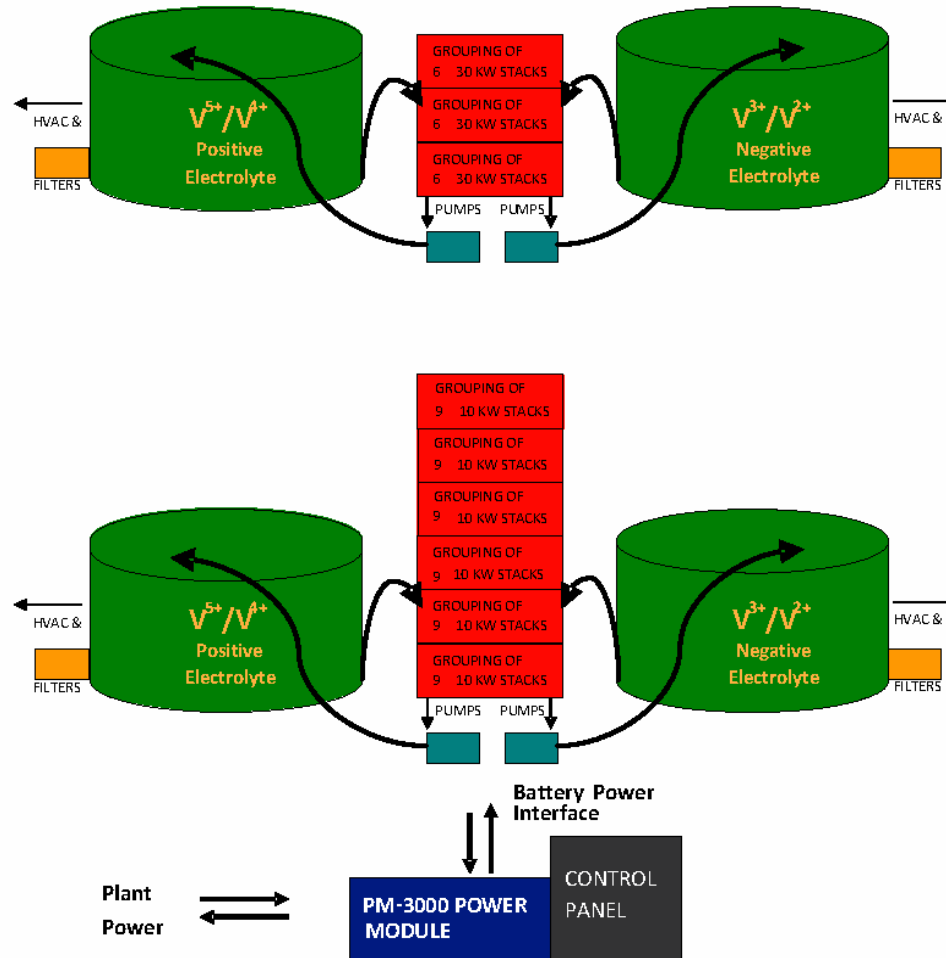 GROUPING OF
6 30 KW STACKS
GROUPING OF
6 30 KW STACKS
GROUPING OF
6 30 KW STACKS
V5+/V4+
Positive
Electrolyte
V3+/V2+
Negative
Electrolyte
HVAC &
FILTERS
HVAC &
FILTERS
PUMPS
PUMPS
GROUPING OF
9 10 KW STACKS
GROUPING OF
9 10 KW STACKS
GROUPING OF
9 10 KW STACKS
GROUPING OF
9 10 KW STACKS
GROUPING OF
9 10 KW STACKS
GROUPING OF
9 10 KW STACKS
V5+/V4+
Positive
Electrolyte
V3+/V2+
Negative
Electrolyte
HVAC &
FILTERS
HVAC &
FILTERS
PUMPS
PUMPS
Battery Power
Interface
Plant
Power
PM-3000 POWER
MODULE
CONTROL
PANEL